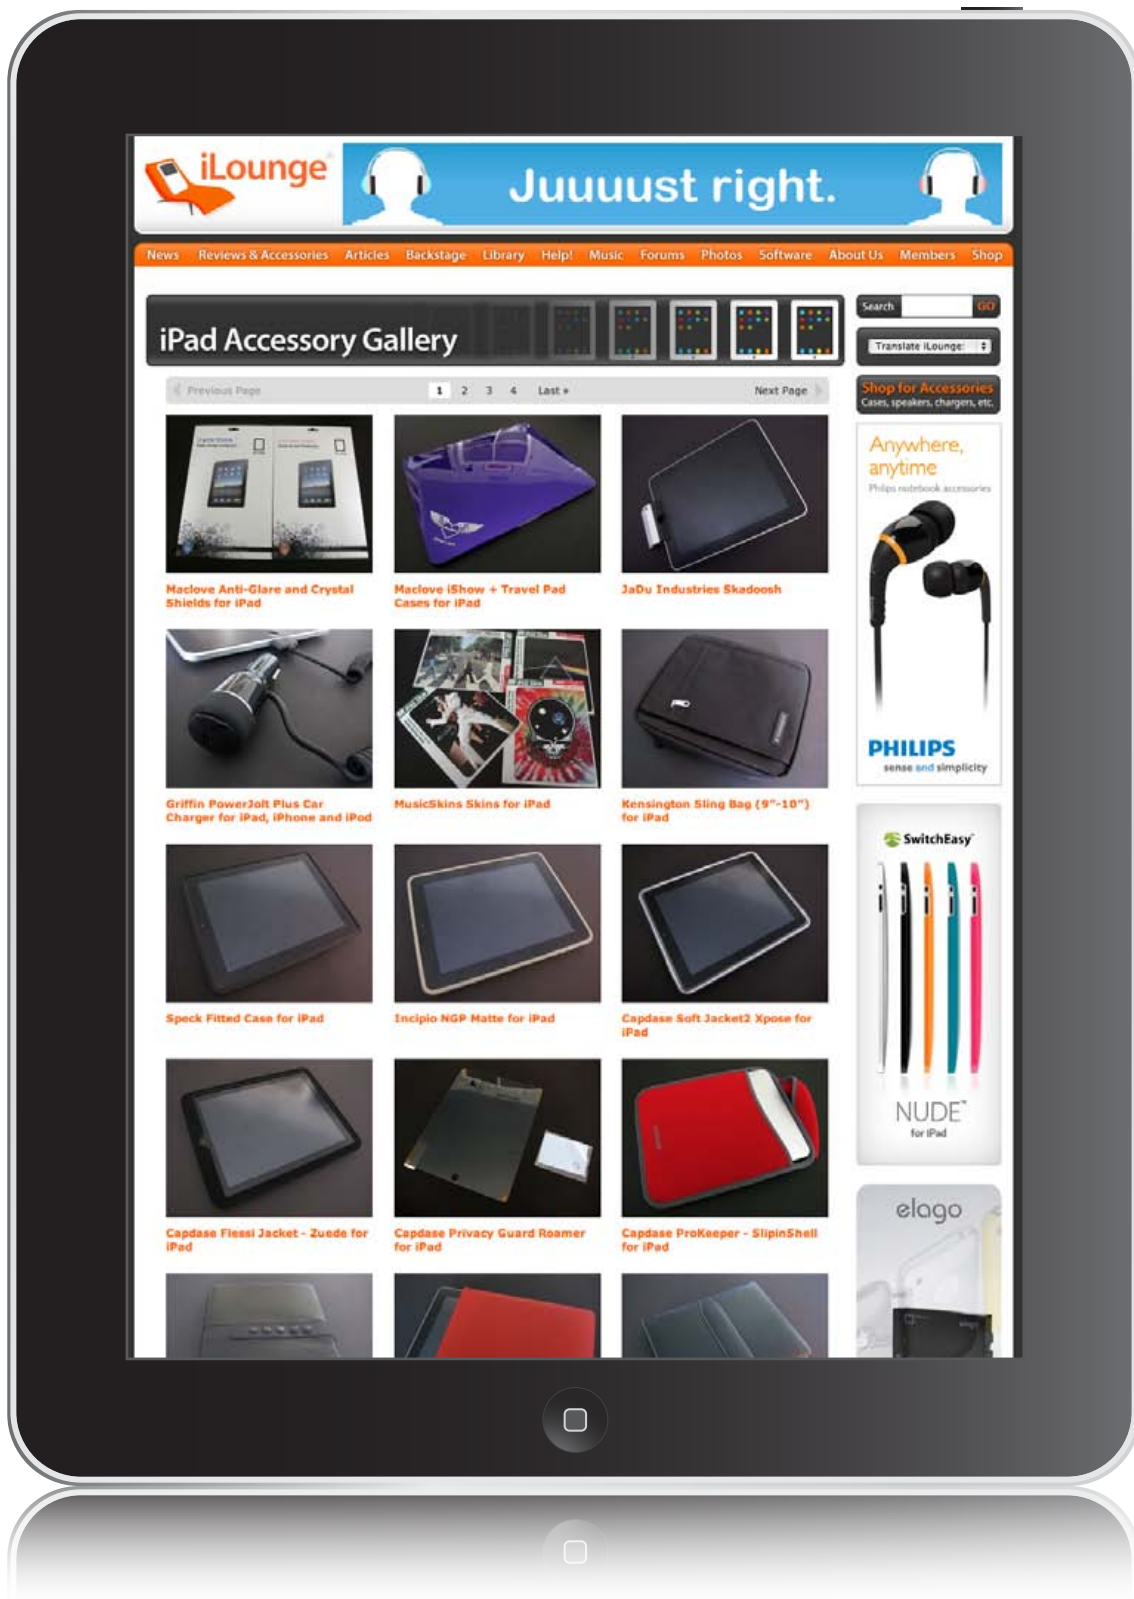 iLounge
Juuuust right.
News Reviews & Accessories Articles Backstage Library Help! Music Forums Photos Software About Us Members Shop
iPad Accessory Gallery
Search GO
Translate iLounge:
Shop for Accessories
Cases, speakers, chargers, etc.
Previous Page 1 2 3 4 Last » Next Page
Maclove Anti-Glare and Crystal
Shields for iPad
Maclove iShow + Travel Pad
Cases for iPad
JaDu Industries Skadoosh
Griffin PowerJolt Plus Car
Charger for iPad, iPhone and iPod
MusicSkins Skins for iPad
Kensington Sling Bag (9"-10")
for iPad
Speck Fitted Case for iPad
Incipio NGP Matte for iPad
Capdase Soft Jacket2 Xpose for
iPad
Capdase Flessi Jacket - Zuede for
iPad
Capdase Privacy Guard Roamer
for iPad
Capdase ProKeeper - SlipinShell
for iPad
Anywhere,
anytime
Philips notebook accessories
PHILIPS
sense and simplicity
SwitchEasy™
NUDE™
for iPad
elago